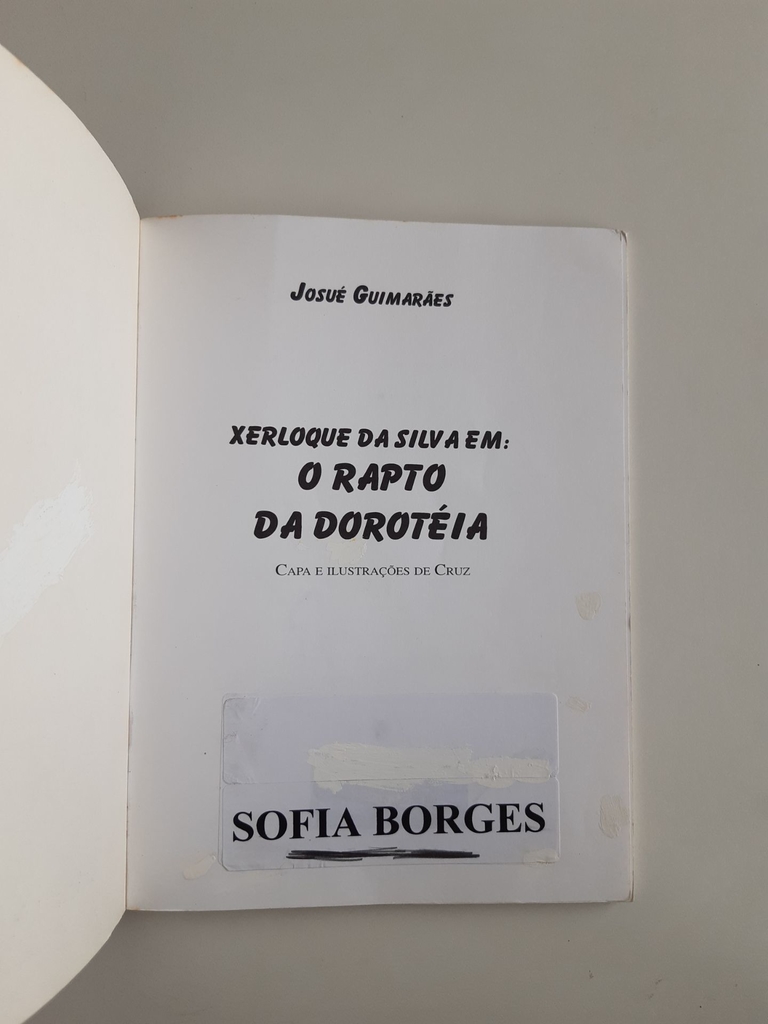 JOSUÉ GUIMARÃES
XERLOQUE DA SILVA EM:
O RAPTO
DA DOROTÉIA
CAPA E ILUSTRAÇÕES DE CRUZ
SOFIA BORGES